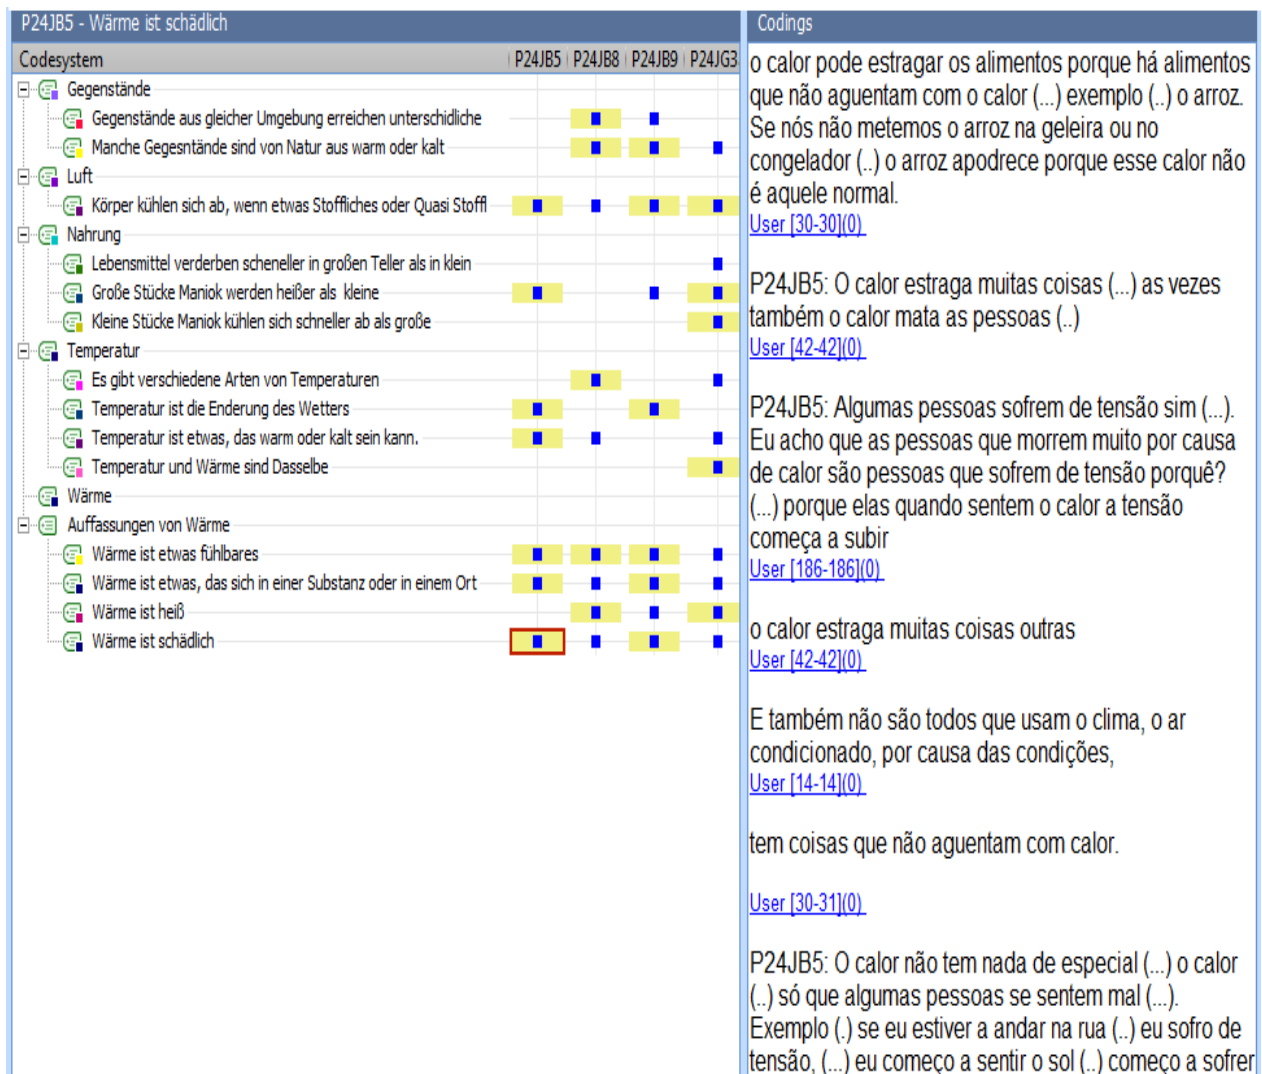 P24JB5 - Wärme ist schädlich
Codesystem
P24JB5
P24JB8
P24JB9
P24JG3
Gegenstände
Gegenstände aus gleicher Umgebung erreichen unterschidliche
Manche Gegesntände sind von Natur aus warm oder kalt
Luft
Körper kühlen sich ab, wenn etwas Stoffliches oder Quasi Stoffl
Nahrung
Lebensmittel verderben scheneller in großen Teller als in klein
Große Stücke Maniok werden heißer als kleine
Kleine Stücke Maniok kühlen sich schneller ab als große
Temperatur
Es gibt verschiedene Arten von Temperaturen
Temperatur ist die Enderung des Wetters
Temperatur ist etwas, das warm oder kalt sein kann.
Temperatur und Wärme sind Dasselbe
Wärme
Auffassungen von Wärme
Wärme ist etwas fühlbares
Wärme ist etwas, das sich in einer Substanz oder in einem Ort
Wärme ist heiß
Wärme ist schädlich
Codings
o calor pode estragar os alimentos porque há alimentos
que não aguentam com o calor (...) exemplo (..) o arroz.
Se nós não metemos o arroz na geleira ou no
congelador (..) o arroz apodrece porque esse calor não
é aquele normal.
User [30-30](0)
P24JB5: O calor estraga muitas coisas (...) as vezes
também o calor mata as pessoas (..)
User [42-42](0)
P24JB5: Algumas pessoas sofrem de tensão sim (...).
Eu acho que as pessoas que morrem muito por causa
de calor são pessoas que sofrem de tensão porquê?
(...) porque elas quando sentem o calor a tensão
começa a subir
User [186-186](0)
o calor estraga muitas coisas outras
User [42-42](0)
E também não são todos que usam o clima, o ar
condicionado, por causa das condições,
User [14-14](0)
tem coisas que não aguentam com calor.
User [30-31](0)
P24JB5: O calor não tem nada de especial (...) o calor
(..) só que algumas pessoas se sentem mal (...).
Exemplo (.) se eu estiver a andar na rua (..) eu sofro de
tensão, (...) eu começo a sentir o sol (..) começo a sofrer